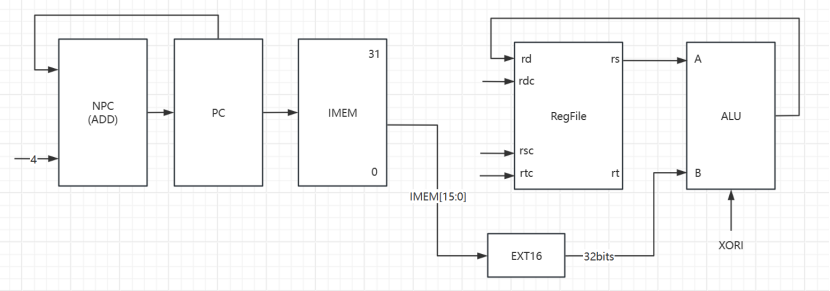 NPC
(ADD)
4
PC
31
IMEM
0
IMEM[15:0]
EXT16
32bits
rd
rs
rdc
RegFile
rsc
rtc
rt
A
ALU
B
XORI